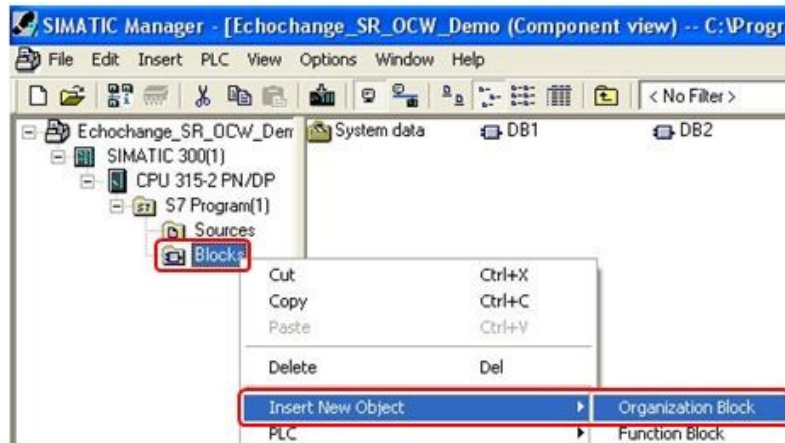 SIMATIC Manager - [Echochange_SR_OCW_Demo (Component view) -- C:\Progr
File Edit Insert PLC View Options Window Help
< No Filter >
Echochange_SR_OCW_Dem
System data DB1 DB2
SIMATIC 300(1)
CPU 315-2 PN/DP
S7 Program(1)
Sources
Blocks
Cut Ctrl+X
Copy Ctrl+C
Paste Ctrl+V
Delete Del
Insert New Object Organization Block
PLC Function Block